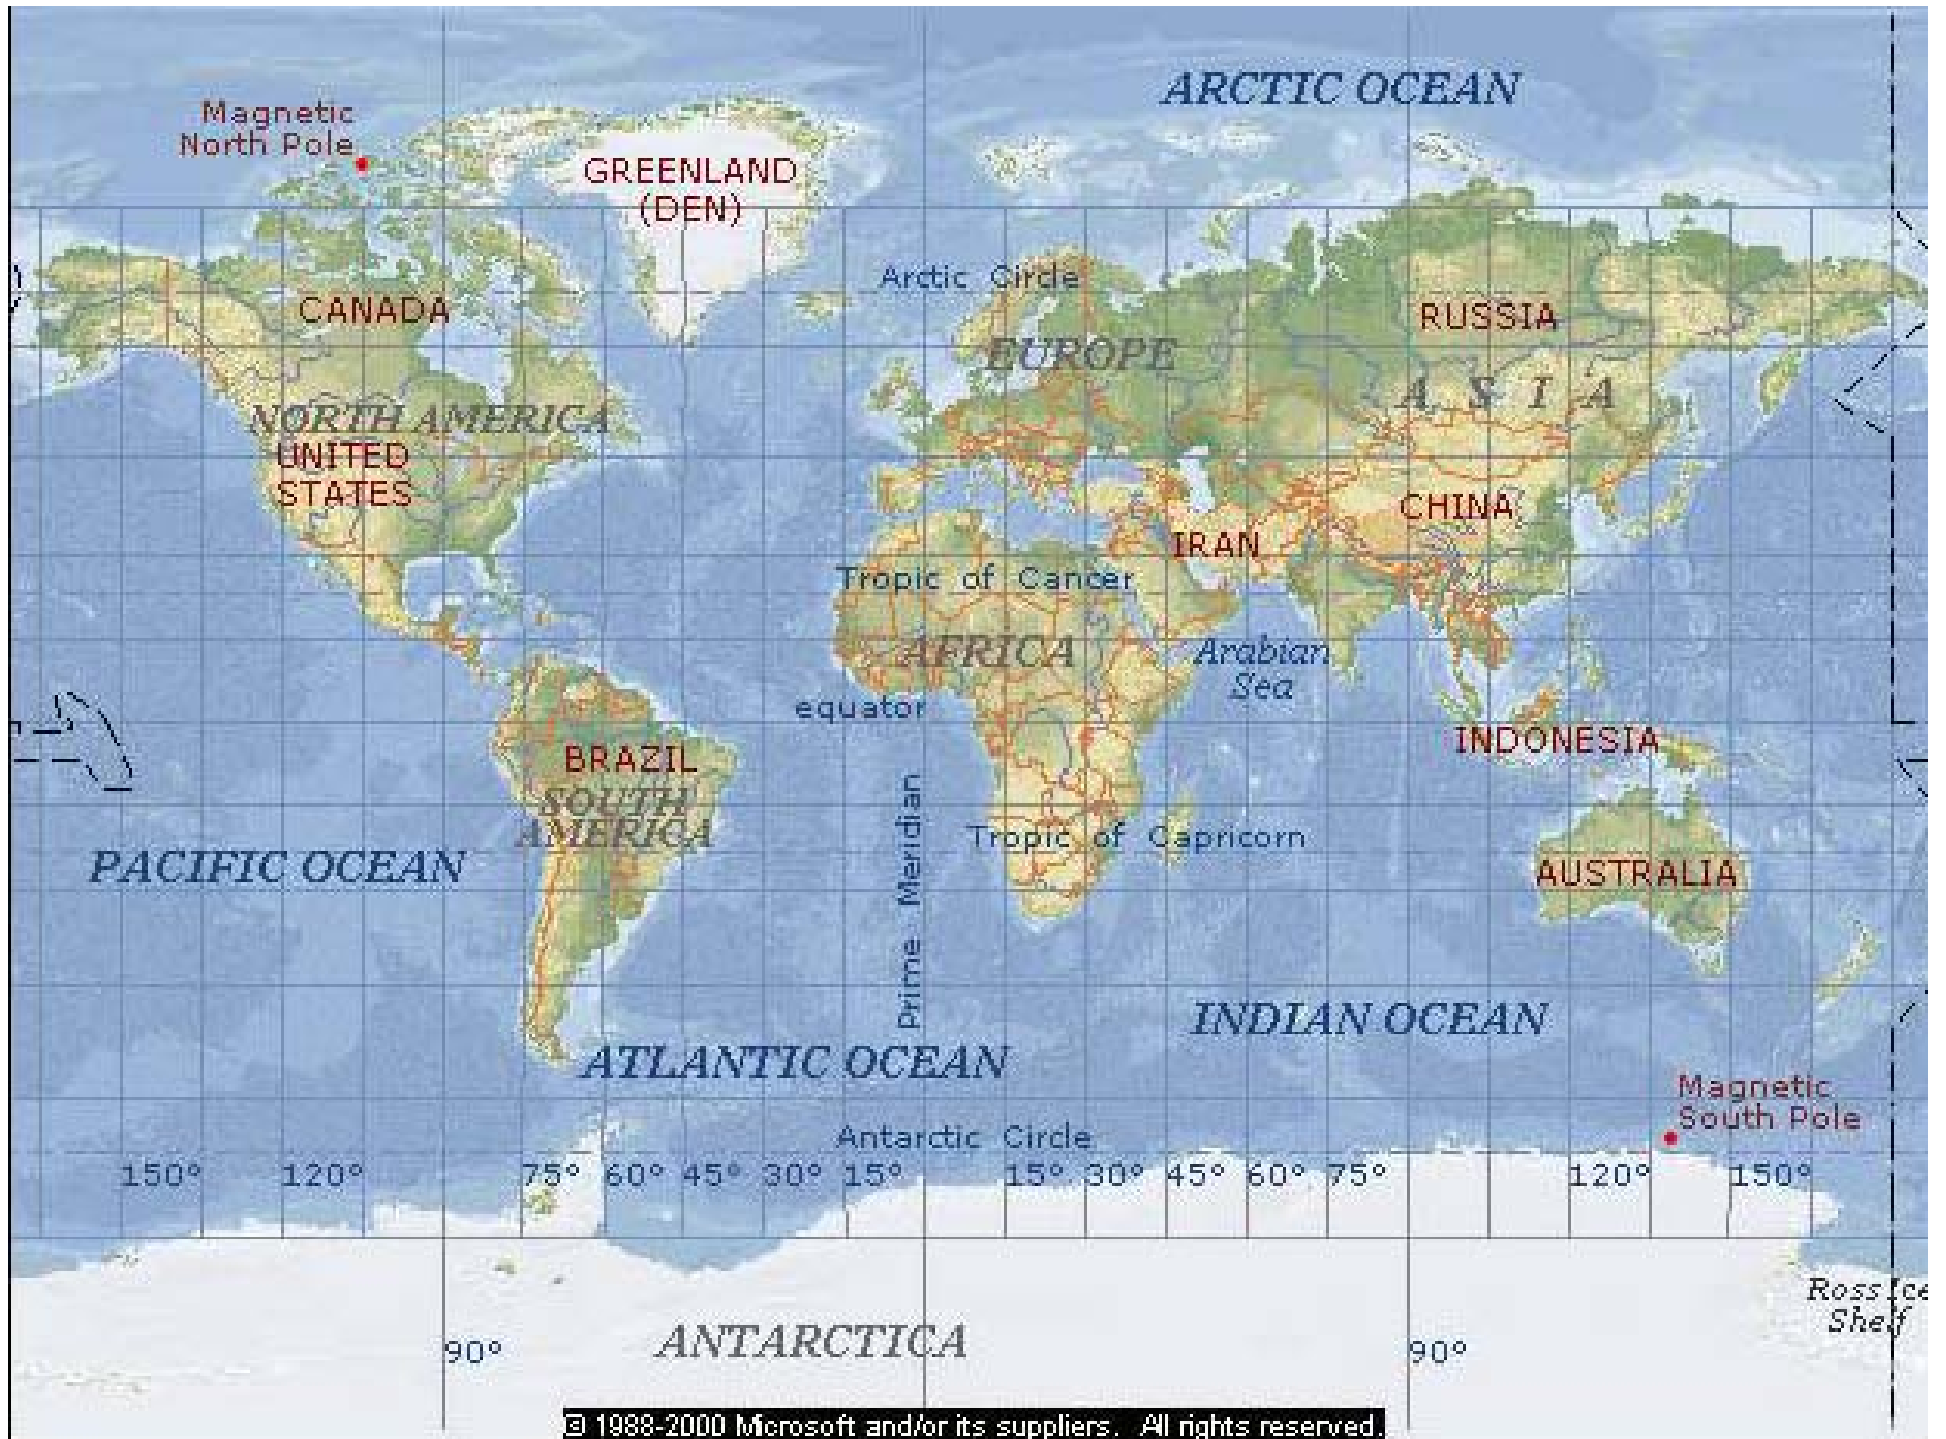 ARCTIC OCEAN
Magnetic
North Pole
GREENLAND
(DEN)
Arctic Circle
CANADA
RUSSIA
EUROPE
ASIA
NORTH AMERICA
UNITED
STATES
CHINA
IRAN
Tropic of Cancer
AFRICA
Arabian
Sea
equator
INDONESIA
BRAZIL
SOUTH
AMERICA
Prime Meridian
Tropic of Capricorn
PACIFIC OCEAN
AUSTRALIA
INDIAN OCEAN
ATLANTIC OCEAN
Magnetic
South Pole
Antarctic Circle
150° 120° 75° 60° 45° 30° 15° 15° 30° 45° 60° 75° 120° 150°
Ross Ice
Shelf
ANTARCTICA
90° 90°
© 1988-2000 Microsoft and/or its suppliers. All rights reserved.